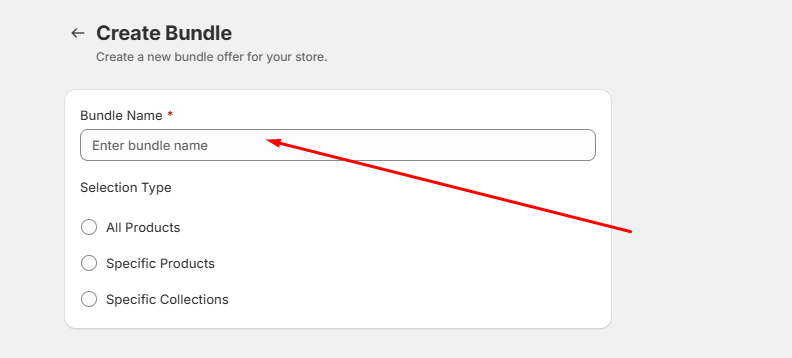 Create Bundle
Create a new bundle offer for your store.
Bundle Name *
Enter bundle name
Selection Type
All Products
Specific Products
Specific Collections